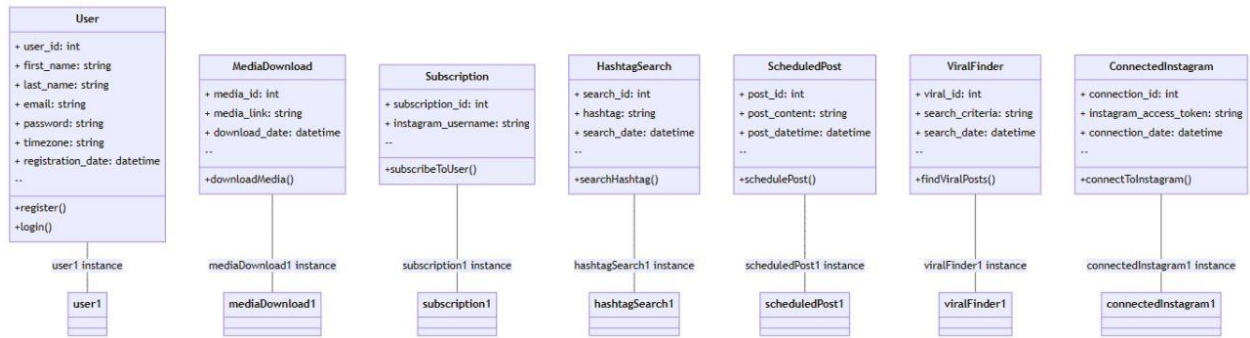 User
+ user_id: int
+ first_name: string
+ last_name: string
+ email: string
+ password: string
+ timezone: string
+ registration_date: datetime
--
+register()
+login()
user1 instance
user1
MediaDownload
+ media_id: int
+ media_link: string
+ download_date: datetime
--
+downloadMedia()
mediaDownload1 instance
mediaDownload1
Subscription
+ subscription_id: int
+ instagram_username: string
--
+subscribeToUser()
subscription1 instance
subscription1
HashtagSearch
+ search_id: int
+ hashtag: string
+ search_date: datetime
--
+searchHashtag()
hashtagSearch1 instance
hashtagSearch1
ScheduledPost
+ post_id: int
+ post_content: string
+ post_datetime: datetime
--
+schedulePost()
scheduledPost1 instance
scheduledPost1
ViralFinder
+ viral_id: int
+ search_criteria: string
+ search_date: datetime
--
+findViralPosts()
viralFinder1 instance
viralFinder1
ConnectedInstagram
+ connection_id: int
+ instagram_access_token: string
+ connection_date: datetime
--
+connectToInstagram()
connectedInstagram1 instance
connectedInstagram1